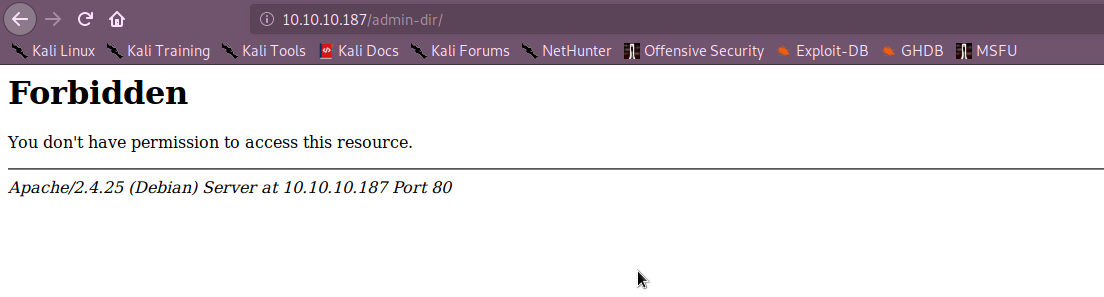 10.10.10.187/admin-dir/
Kali Linux Kali Training Kali Tools Kali Docs Kali Forums NetHunter Offensive Security Exploit-DB GHDB MSFU
Forbidden
You don't have permission to access this resource.
Apache/2.4.25 (Debian) Server at 10.10.10.187 Port 80